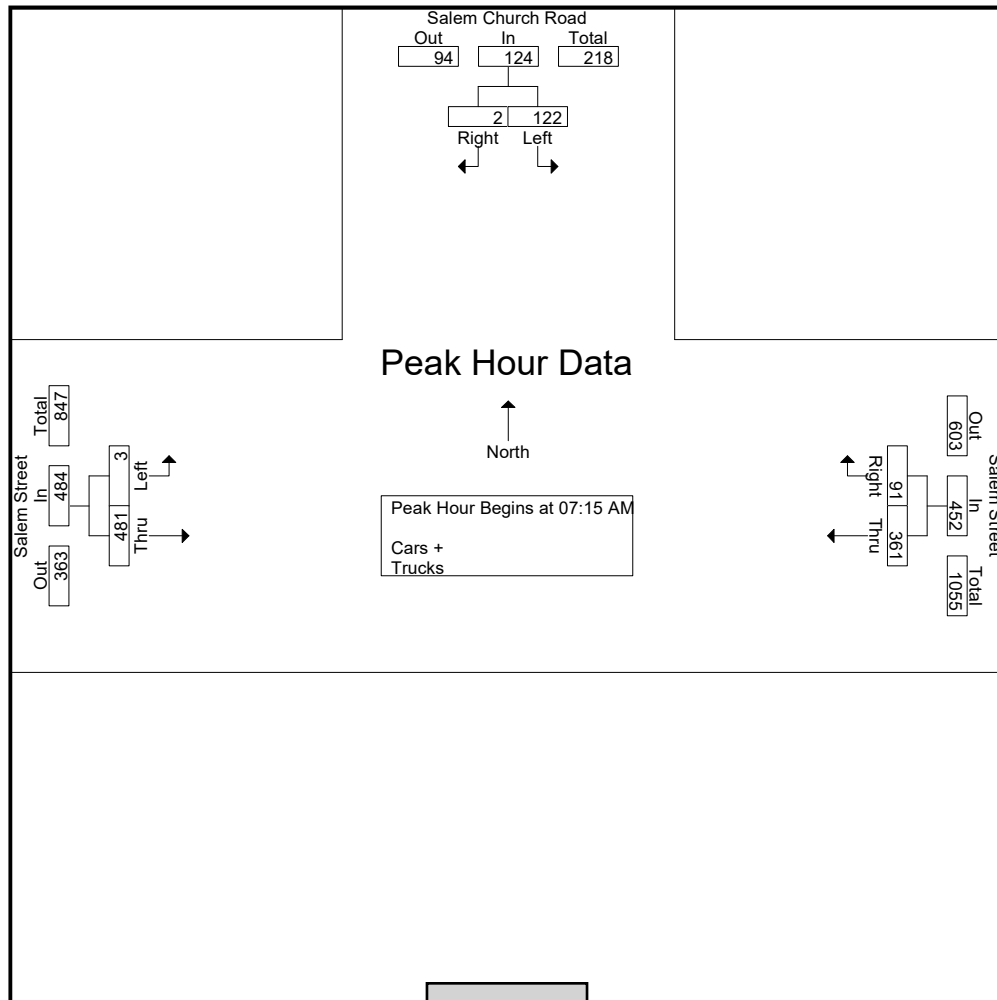 Salem Church Road
Out In Total
94 124 218
2 122
Right Left
Peak Hour Data
North
Peak Hour Begins at 07:15 AM
Cars +
Trucks
Salem Street
Out In Total
363 484 847
481 3
Thru Left
Salem Street
Out In Total
603 452 1055
91 361
Right Thru